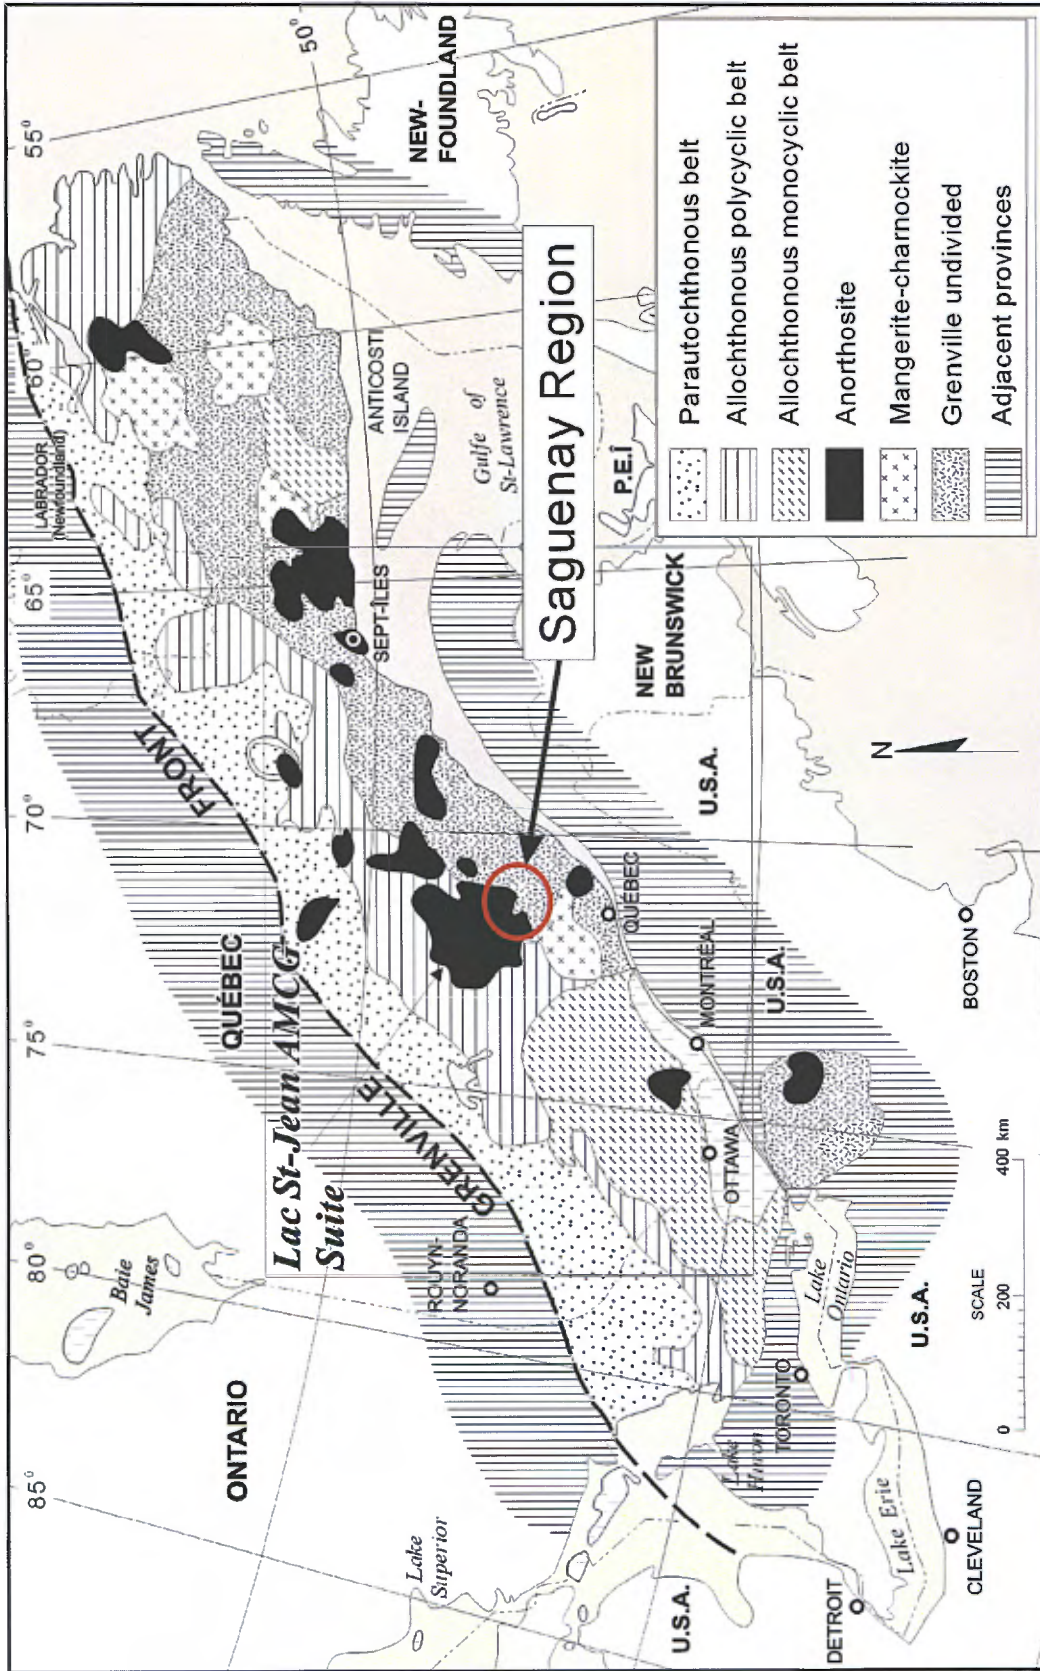 85°
80°
75°
70°
65°
60°
55°
50°
ONTARIO
Baie
James
QUÉBEC
LABRADOR
(Newfoundland)
Lac St-Jean AMCG
Suite
GRENVILLE
FRONT
ROUYN-
NORANDA
SEPT-ÎLES
ANTICOSTI
ISLAND
NEW-
FOUNDLAND
Gulfe of
St-Lawrence
Saguenay Region
P.E.Î
NEW
BRUNSWICK
Lake
Superior
U.S.A.
Lake
Huron
DETROIT
Lake Erie
CLEVELAND
TORONTO
Lake
Ontario
OTTAWA
MONTRÉAL
QUÉBEC
U.S.A.
U.S.A.
U.S.A.
BOSTON
N
SCALE
0
200
400 km
Parautochthonous belt
Allochthonous polycyclic belt
Allochthonous monocyclic belt
Anorthosite
Mangerite-charnockite
Grenville undivided
Adjacent provinces